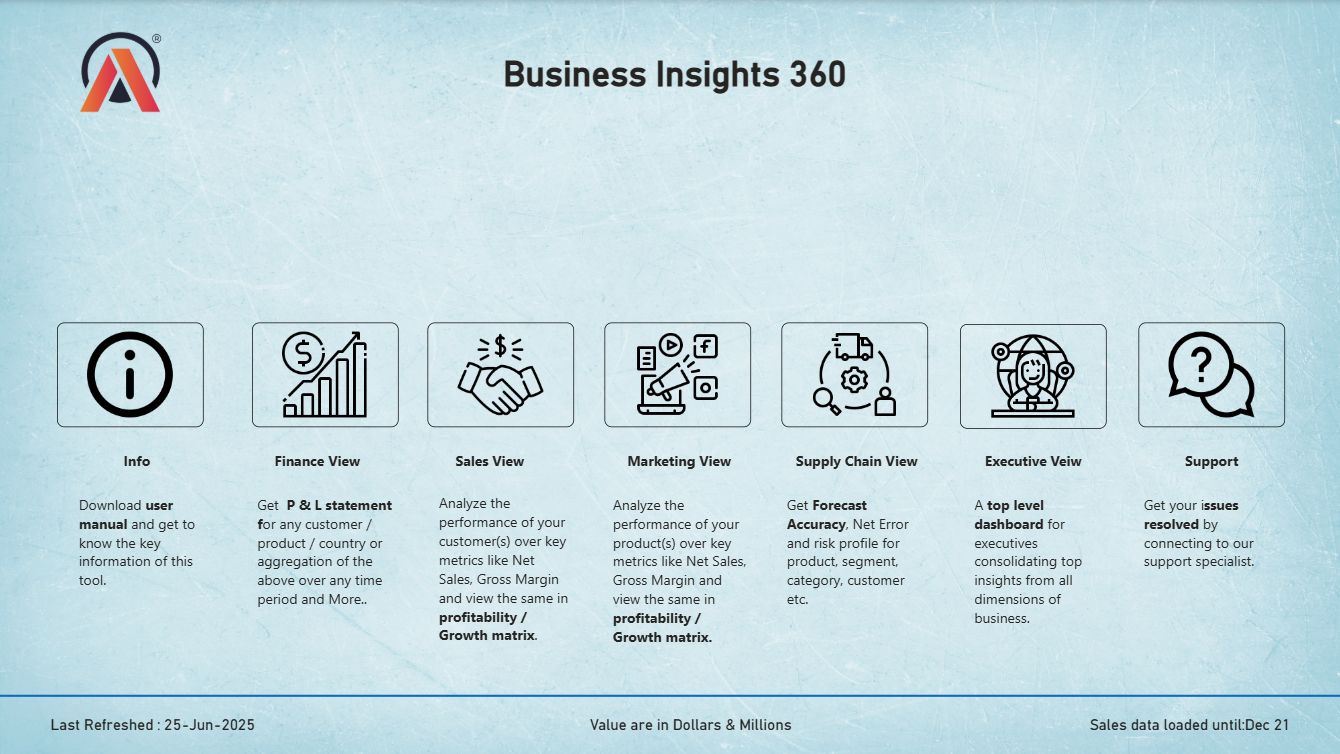 ®
Business Insights 360
Info
Download user
manual and get to
know the key
information of this
tool.
Finance View
Get  P & L statement
for any customer /
product / country or
aggregation of the
above over any time
period and More..
Sales View
Analyze the
performance of your
customer(s) over key
metrics like Net
Sales, Gross Margin
and view the same in
profitability /
Growth matrix.
Marketing View
Analyze the
performance of your
product(s) over key
metrics like Net Sales,
Gross Margin and
view the same in
profitability /
Growth matrix.
Supply Chain View
Get Forecast
Accuracy, Net Error
and risk profile for
product, segment,
category, customer
etc.
Executive Veiw
A top level
dashboard for
executives
consolidating top
insights from all
dimensions of
business.
Support
Get your issues
resolved by
connecting to our
support specialist.
Last Refreshed : 25-Jun-2025
Value are in Dollars & Millions
Sales data loaded until:Dec 21